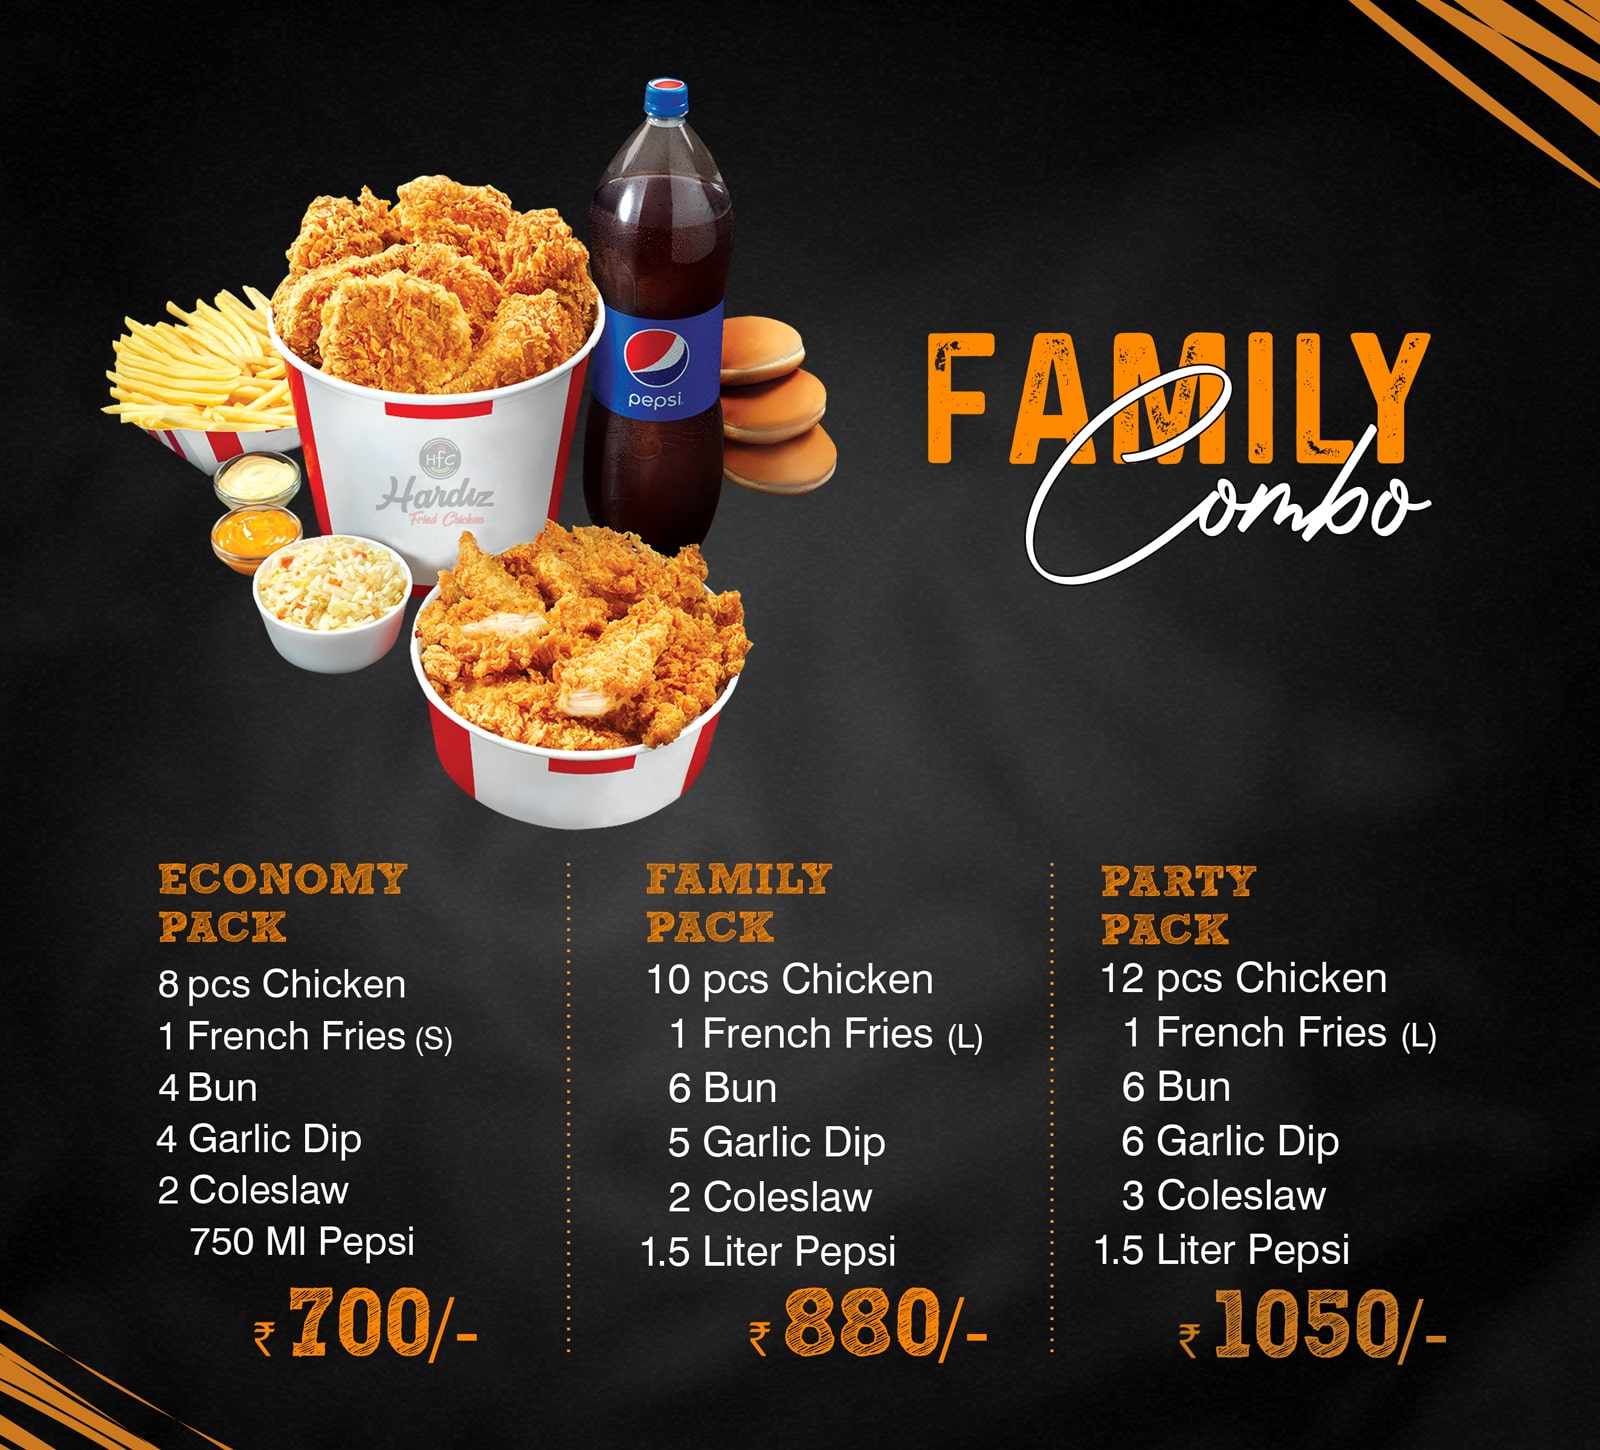 pepsi
HFC
Hardiz
Fried Chicken
FAMILY
Combo
ECONOMY
PACK
8 pcs Chicken
1 French Fries (S)
4 Bun
4 Garlic Dip
2 Coleslaw
750 Ml Pepsi
₹ 700/-
FAMILY
PACK
10 pcs Chicken
1 French Fries (L)
6 Bun
5 Garlic Dip
2 Coleslaw
1.5 Liter Pepsi
₹ 880/-
PARTY
PACK
12 pcs Chicken
1 French Fries (L)
6 Bun
6 Garlic Dip
3 Coleslaw
1.5 Liter Pepsi
₹ 1050/-